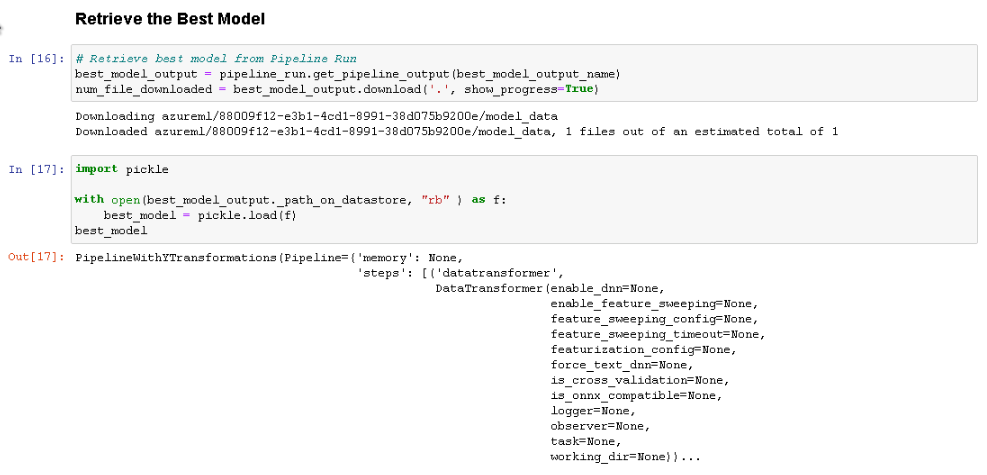 Retrieve the Best Model
In [16]: # Retrieve best model from Pipeline Run
best_model_output = pipeline_run.get_pipeline_output(best_model_output_name)
num_file_downloaded = best_model_output.download('.', show_progress=True)
Downloading azureml/88009f12-e3b1-4cd1-8991-38d075b9200e/model_data
Downloaded azureml/88009f12-e3b1-4cd1-8991-38d075b9200e/model_data, 1 files out of an estimated total of 1
In [17]: import pickle
with open(best_model_output._path_on_datastore, "rb" ) as f:
    best_model = pickle.load(f)
best_model
Out[17]: PipelineWithYTransformations(Pipeline={'memory': None,
'steps': [('datatransformer',
DataTransformer(enable_dnn=None,
enable_feature_sweeping=None,
feature_sweeping_config=None,
feature_sweeping_timeout=None,
featurization_config=None,
force_text_dnn=None,
is_cross_validation=None,
is_onnx_compatible=None,
logger=None,
observer=None,
task=None,
working_dir=None))...